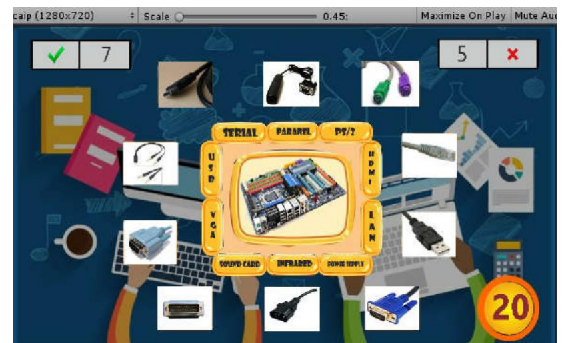 caip (1280x720) Scale 0.45: Maximize On Play Mute Auc
7
5
SERIAL PARAREL PS/2
USB
HDMI
VGA
LAN
SOUND CARD INFRARED POWER SUPPLY
20